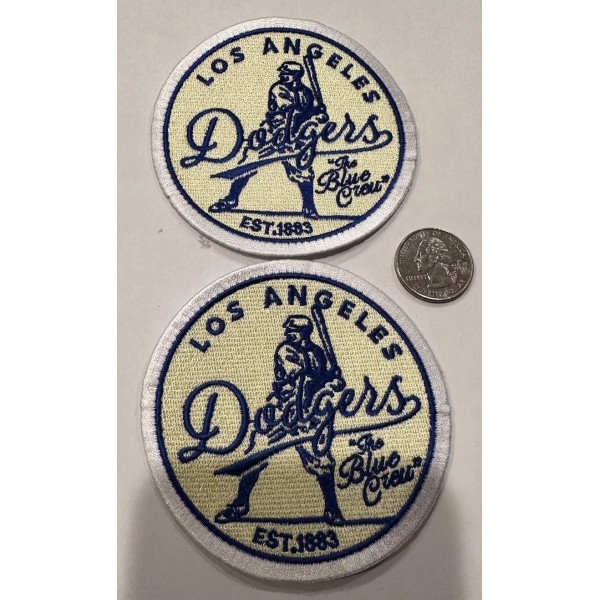 LOS ANGELES
Dodgers
"The
Blue
Crew"
EST.1883
LOS ANGELES
Dodgers
"The
Blue
Crew"
EST.1883